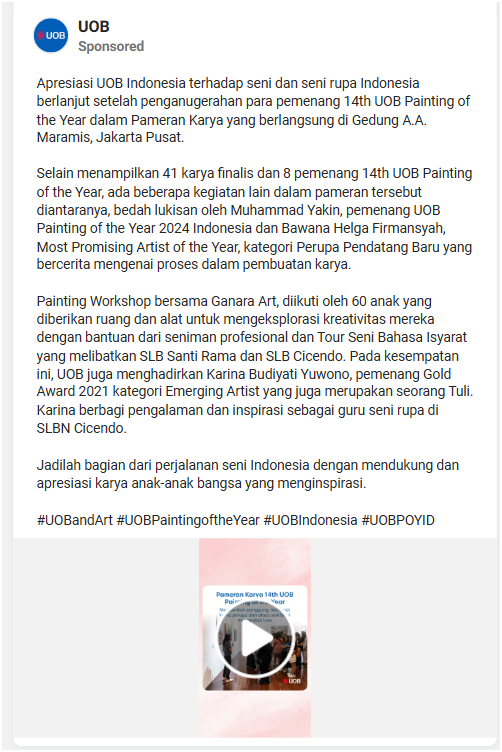 UOB
UOB
Sponsored
Apresiasi UOB Indonesia terhadap seni dan seni rupa Indonesia
berlanjut setelah penganugerahan para pemenang 14th UOB Painting of
the Year dalam Pameran Karya yang berlangsung di Gedung A.A.
Maramis, Jakarta Pusat.
Selain menampilkan 41 karya finalis dan 8 pemenang 14th UOB Painting
of the Year, ada beberapa kegiatan lain dalam pameran tersebut
diantaranya, bedah lukisan oleh Muhammad Yakin, pemenang UOB
Painting of the Year 2024 Indonesia dan Bawana Helga Firmansyah,
Most Promising Artist of the Year, kategori Perupa Pendatang Baru yang
bercerita mengenai proses dalam pembuatan karya.
Painting Workshop bersama Ganara Art, diikuti oleh 60 anak yang
diberikan ruang dan alat untuk mengeksplorasi kreativitas mereka
dengan bantuan dari seniman profesional dan Tour Seni Bahasa Isyarat
yang melibatkan SLB Santi Rama dan SLB Cicendo. Pada kesempatan
ini, UOB juga menghadirkan Karina Budiyati Yuwono, pemenang Gold
Award 2021 kategori Emerging Artist yang juga merupakan seorang Tuli.
Karina berbagi pengalaman dan inspirasi sebagai guru seni rupa di
SLBN Cicendo.
Jadilah bagian dari perjalanan seni Indonesia dengan mendukung dan
apresiasi karya anak-anak bangsa yang menginspirasi.
#UOBandArt #UOBPaintingoftheYear #UOBIndonesia #UOBPOYID
Pameran Karya 14th UOB
Painting of the Year
UOB